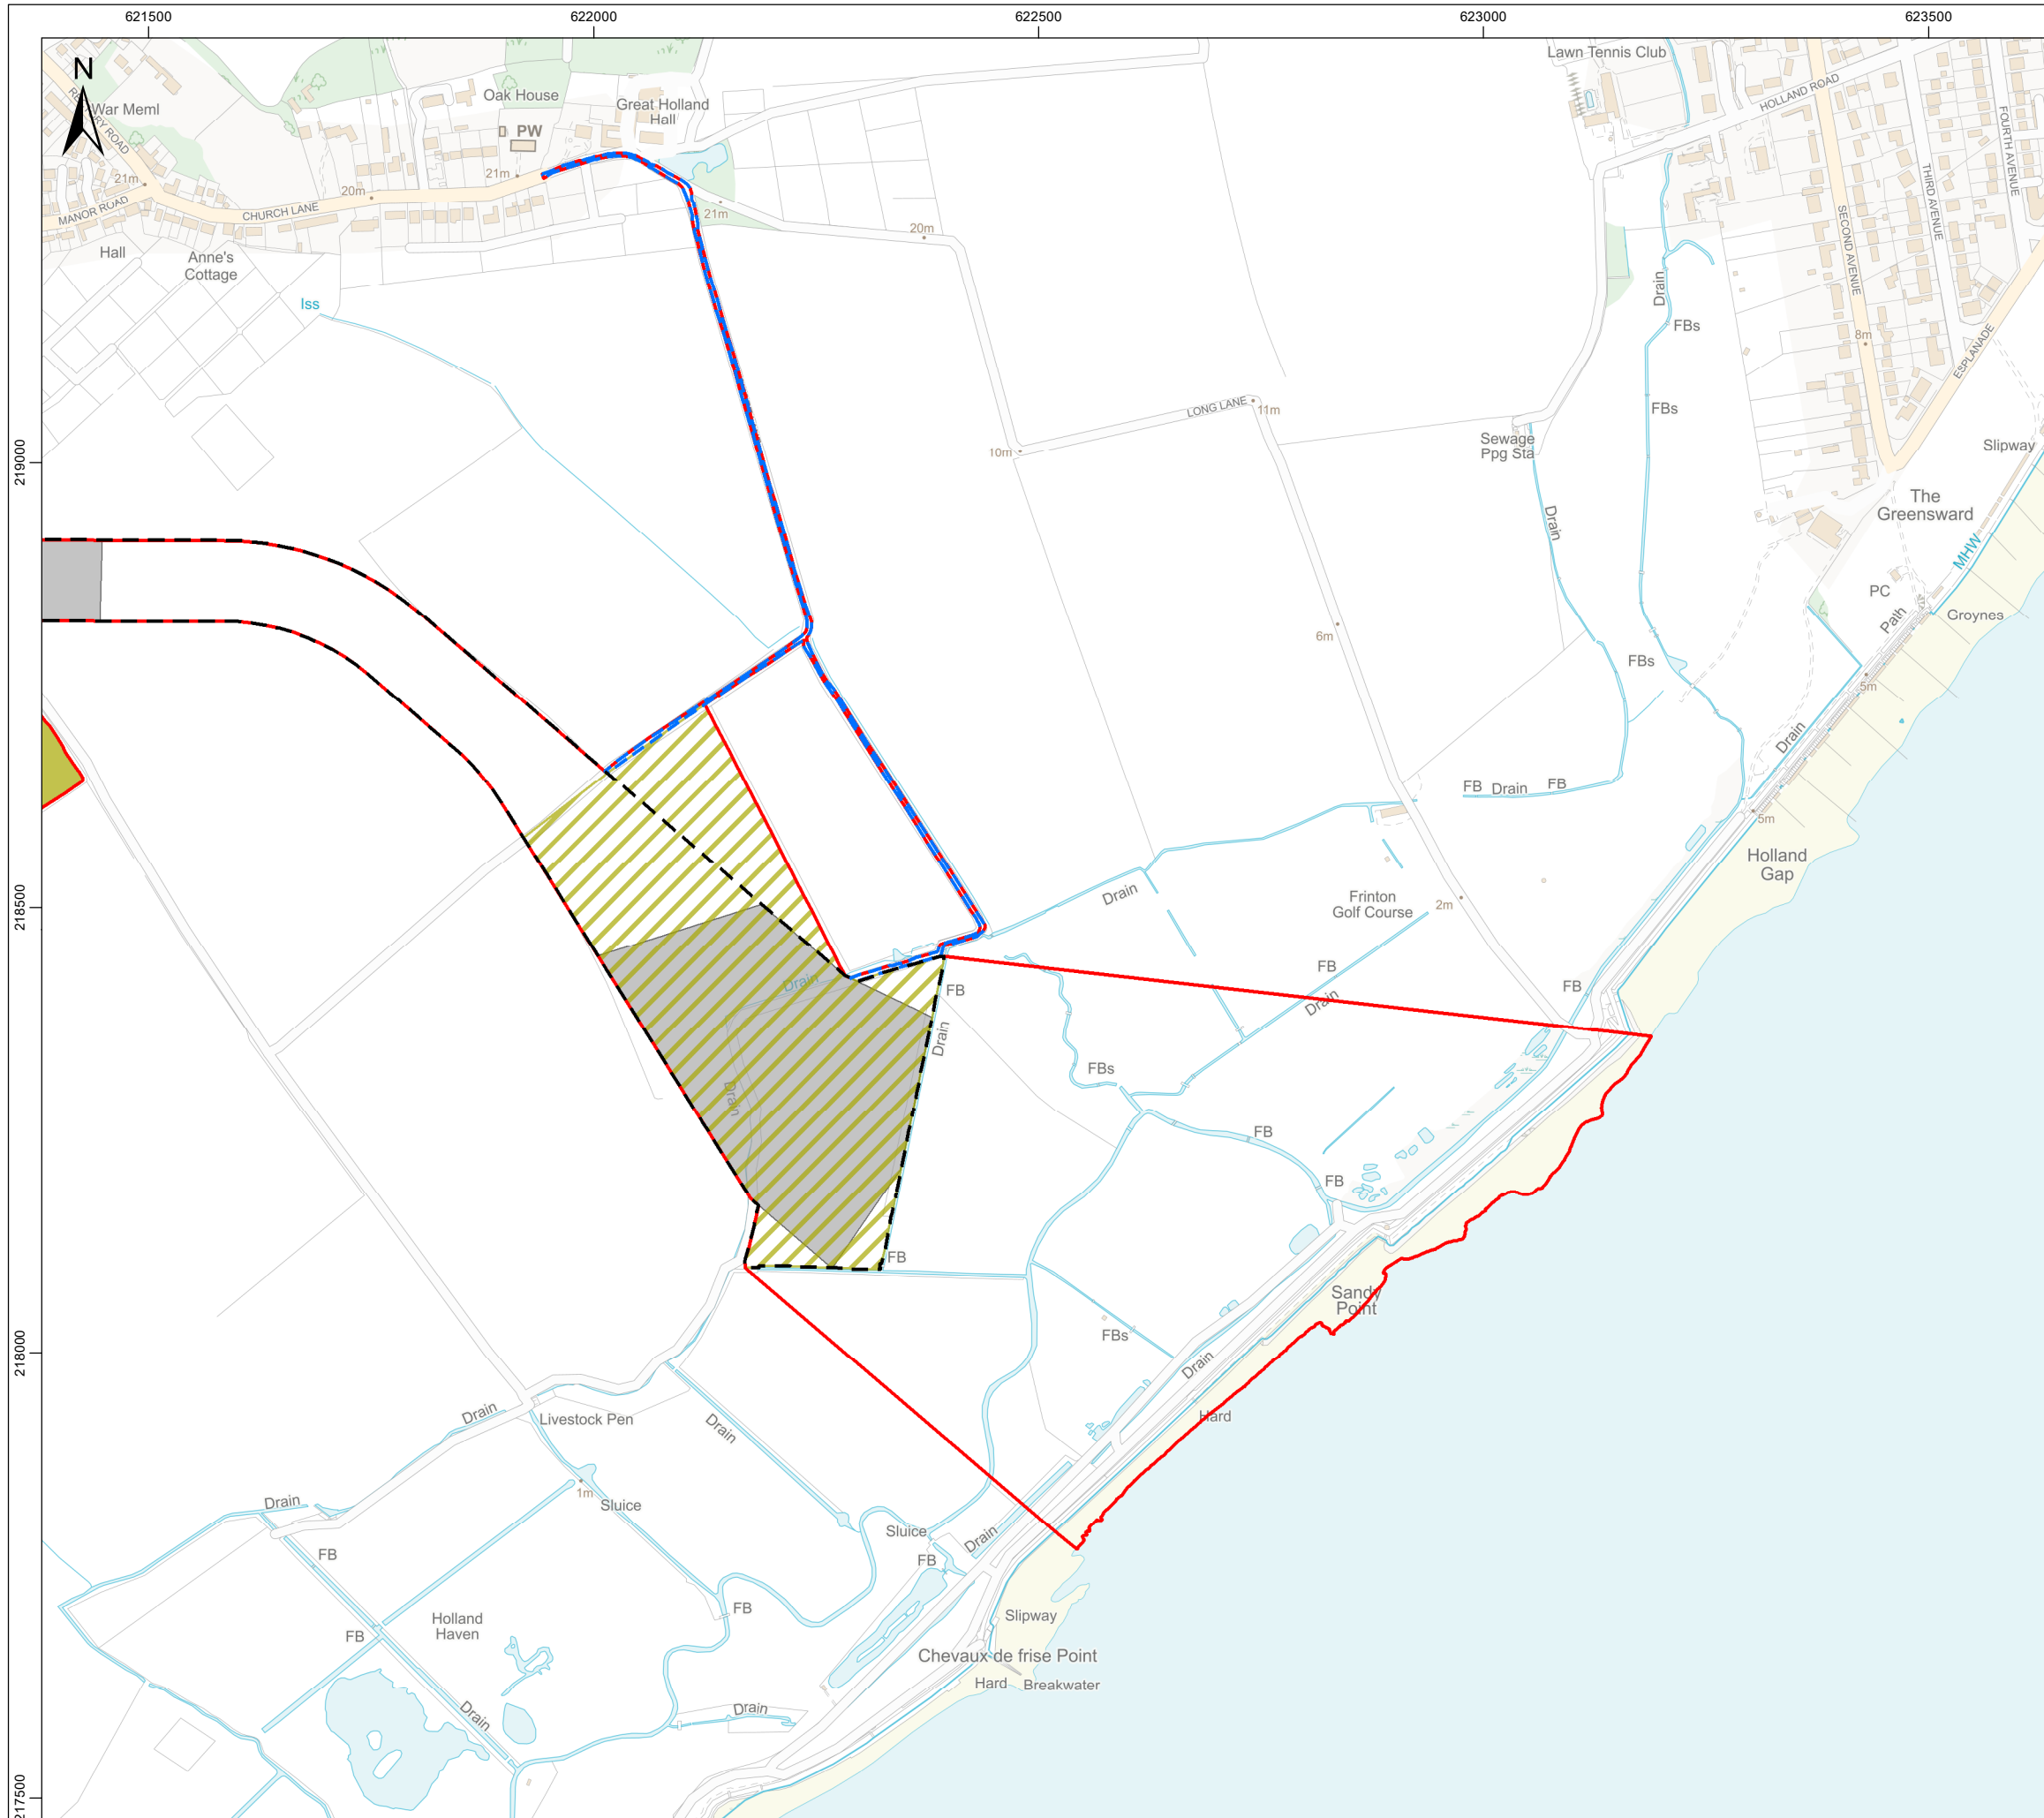 621500
622000
622500
623000
623500
N
Lawn Tennis Club
Oak House
War Meml
Great Holland
Hall
HOLLAND ROAD
RECTORY ROAD
FOURTH AVENUE
PW
THIRD AVENUE
21m
21m
20m
MANOR ROAD
CHURCH LANE
21m
20m
SECOND AVENUE
Hall
Anne's
Cottage
Drain
Iss
FBs
8m
ESPLANADE
FBs
LONG LANE
11m
Sewage
Ppg Sta
Slipway
10m
219000
The
Greensward
Drain
MHW
PC
Path
Groynes
6m
FBs
5m
Drain
FB
Drain
FB
5m
Holland
Gap
Drain
Frinton
Golf Course
2m
218500
FB
Drain
FB
FB
Drain
Drain
FBs
Drain
FB
FB
FB
Sandy
Point
FBs
218000
Drain
Drain
Livestock Pen
Drain
Hard
1m
Sluice
Drain
Sluice
Drain
FB
FB
FB
Holland
Haven
FB
Slipway
Chevaux de frise Point
Hard
Breakwater
Drain
Drain
217500